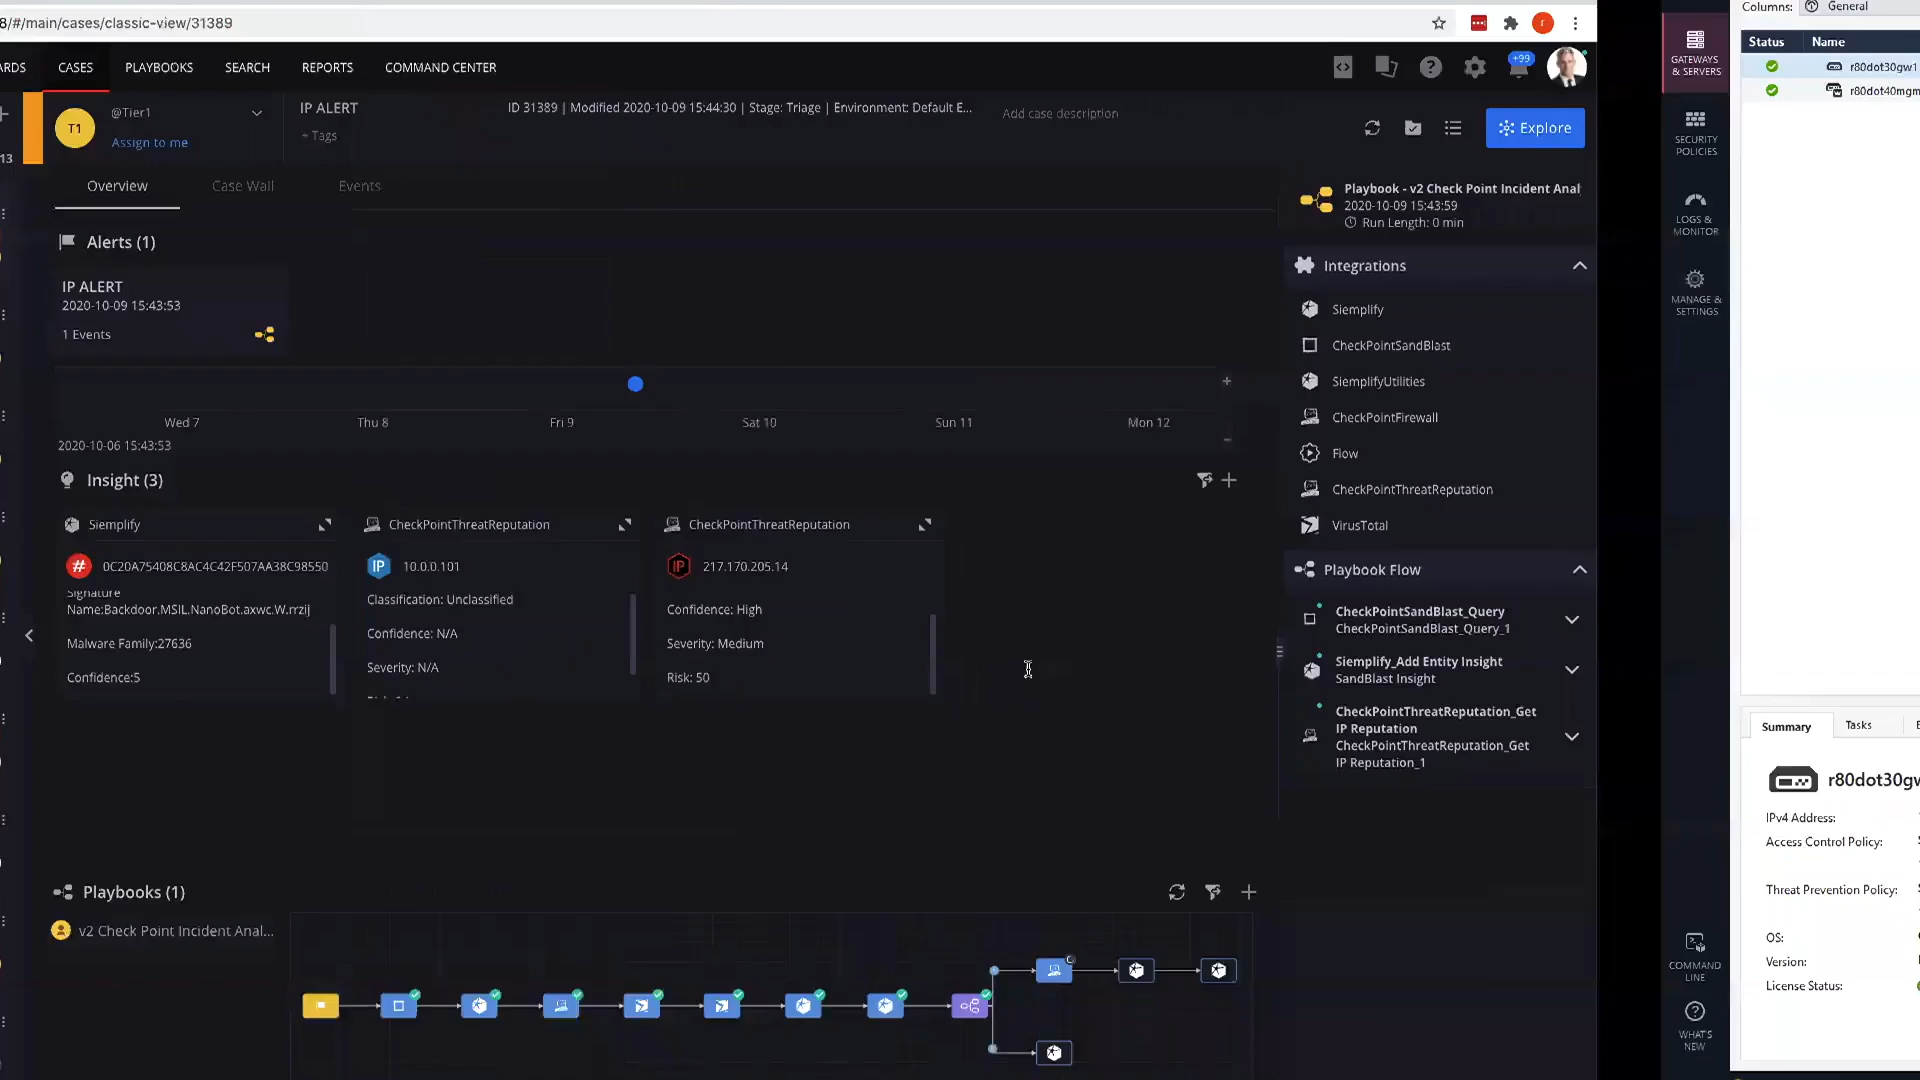 8/#/main/cases/classic-view/31389
r
ARDS
CASES
PLAYBOOKS
SEARCH
REPORTS
COMMAND CENTER
+99
13
T1
@Tier1
Assign to me
IP ALERT
+ Tags
ID 31389 | Modified 2020-10-09 15:44:30 | Stage: Triage | Environment: Default E...
Add case description
Explore
Overview
Case Wall
Events
Alerts (1)
IP ALERT
2020-10-09 15:43:53
1 Events
Wed 7
Thu 8
Fri 9
Sat 10
Sun 11
Mon 12
2020-10-06 15:43:53
Insight (3)
Siemplify
# 0C20A75408C8AC4C42F507AA38C98550
Signature
Name:Backdoor.MSIL.NanoBot.axwc.W.rrzij
Malware Family:27636
Confidence:5
CheckPointThreatReputation
IP 10.0.0.101
Classification: Unclassified
Confidence: N/A
Severity: N/A
CheckPointThreatReputation
IP 217.170.205.14
Confidence: High
Severity: Medium
Risk: 50
Playbooks (1)
v2 Check Point Incident Anal...
Playbook - v2 Check Point Incident Anal
2020-10-09 15:43:59
Run Length: 0 min
Integrations
Siemplify
CheckPointSandBlast
SiemplifyUtilities
CheckPointFirewall
Flow
CheckPointThreatReputation
VirusTotal
Playbook Flow
CheckPointSandBlast_Query
CheckPointSandBlast_Query_1
Siemplify_Add Entity Insight
SandBlast Insight
CheckPointThreatReputation_Get
IP Reputation
CheckPointThreatReputation_Get
IP Reputation_1
GATEWAYS
& SERVERS
SECURITY
POLICIES
LOGS &
MONITOR
MANAGE &
SETTINGS
COMMAND
LINE
WHAT'S
NEW
Columns:
General
Status
Name
r80dot30gw1
r80dot40mgm
Summary
Tasks
r80dot30gw
IPv4 Address:
Access Control Policy:
Threat Prevention Policy:
OS:
Version:
License Status: